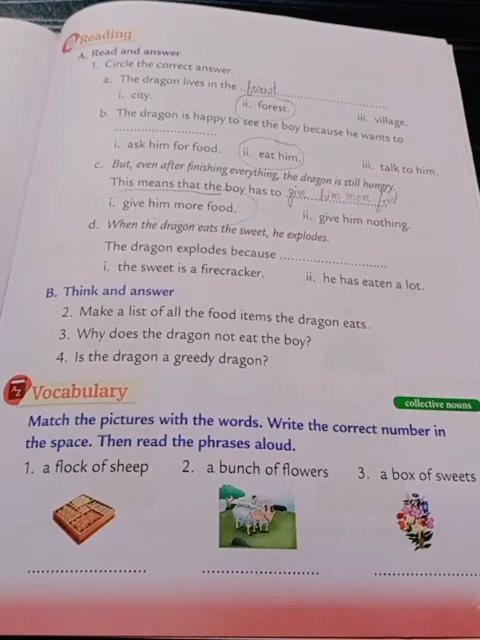 Reading
A. Read and answer
1. Circle the correct answer.
a. The dragon lives in the ..forest..............................
i. city. ii. forest. iii. village.
b. The dragon is happy to see the boy because he wants to
..............................
i. ask him for food. ii. eat him. iii. talk to him.
c. But, even after finishing everything, the dragon is still hungry.
This means that the boy has to give him more food
i. give him more food. ii. give him nothing.
d. When the dragon eats the sweet, he explodes.
The dragon explodes because ..............................
i. the sweet is a firecracker. ii. he has eaten a lot.
B. Think and answer
2. Make a list of all the food items the dragon eats.
3. Why does the dragon not eat the boy?
4. Is the dragon a greedy dragon?
AZ Vocabulary
collective nouns
Match the pictures with the words. Write the correct number in
the space. Then read the phrases aloud.
1. a flock of sheep 2. a bunch of flowers 3. a box of sweets
.............................. .............................. ..............................